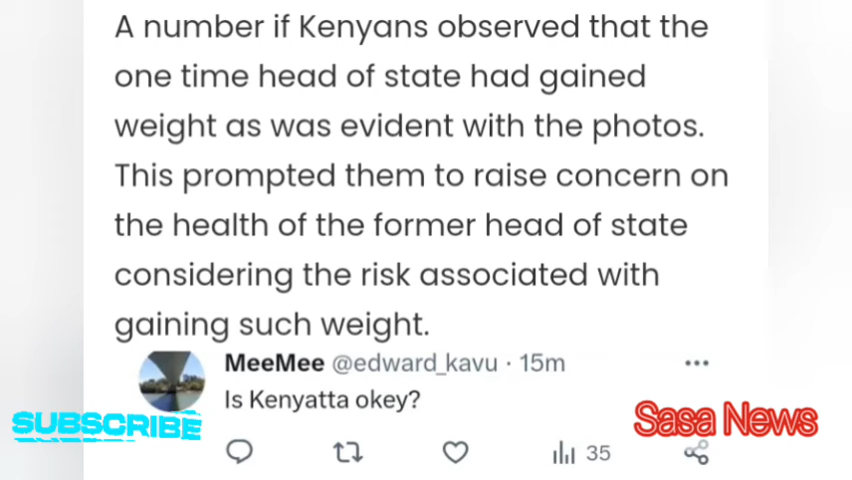 A number if Kenyans observed that the
one time head of state had gained
weight as was evident with the photos.
This prompted them to raise concern on
the health of the former head of state
considering the risk associated with
gaining such weight.
MeeMee @edward_kavu · 15m
Is Kenyatta okey?
SUBSCRIBE
Sasa News
35